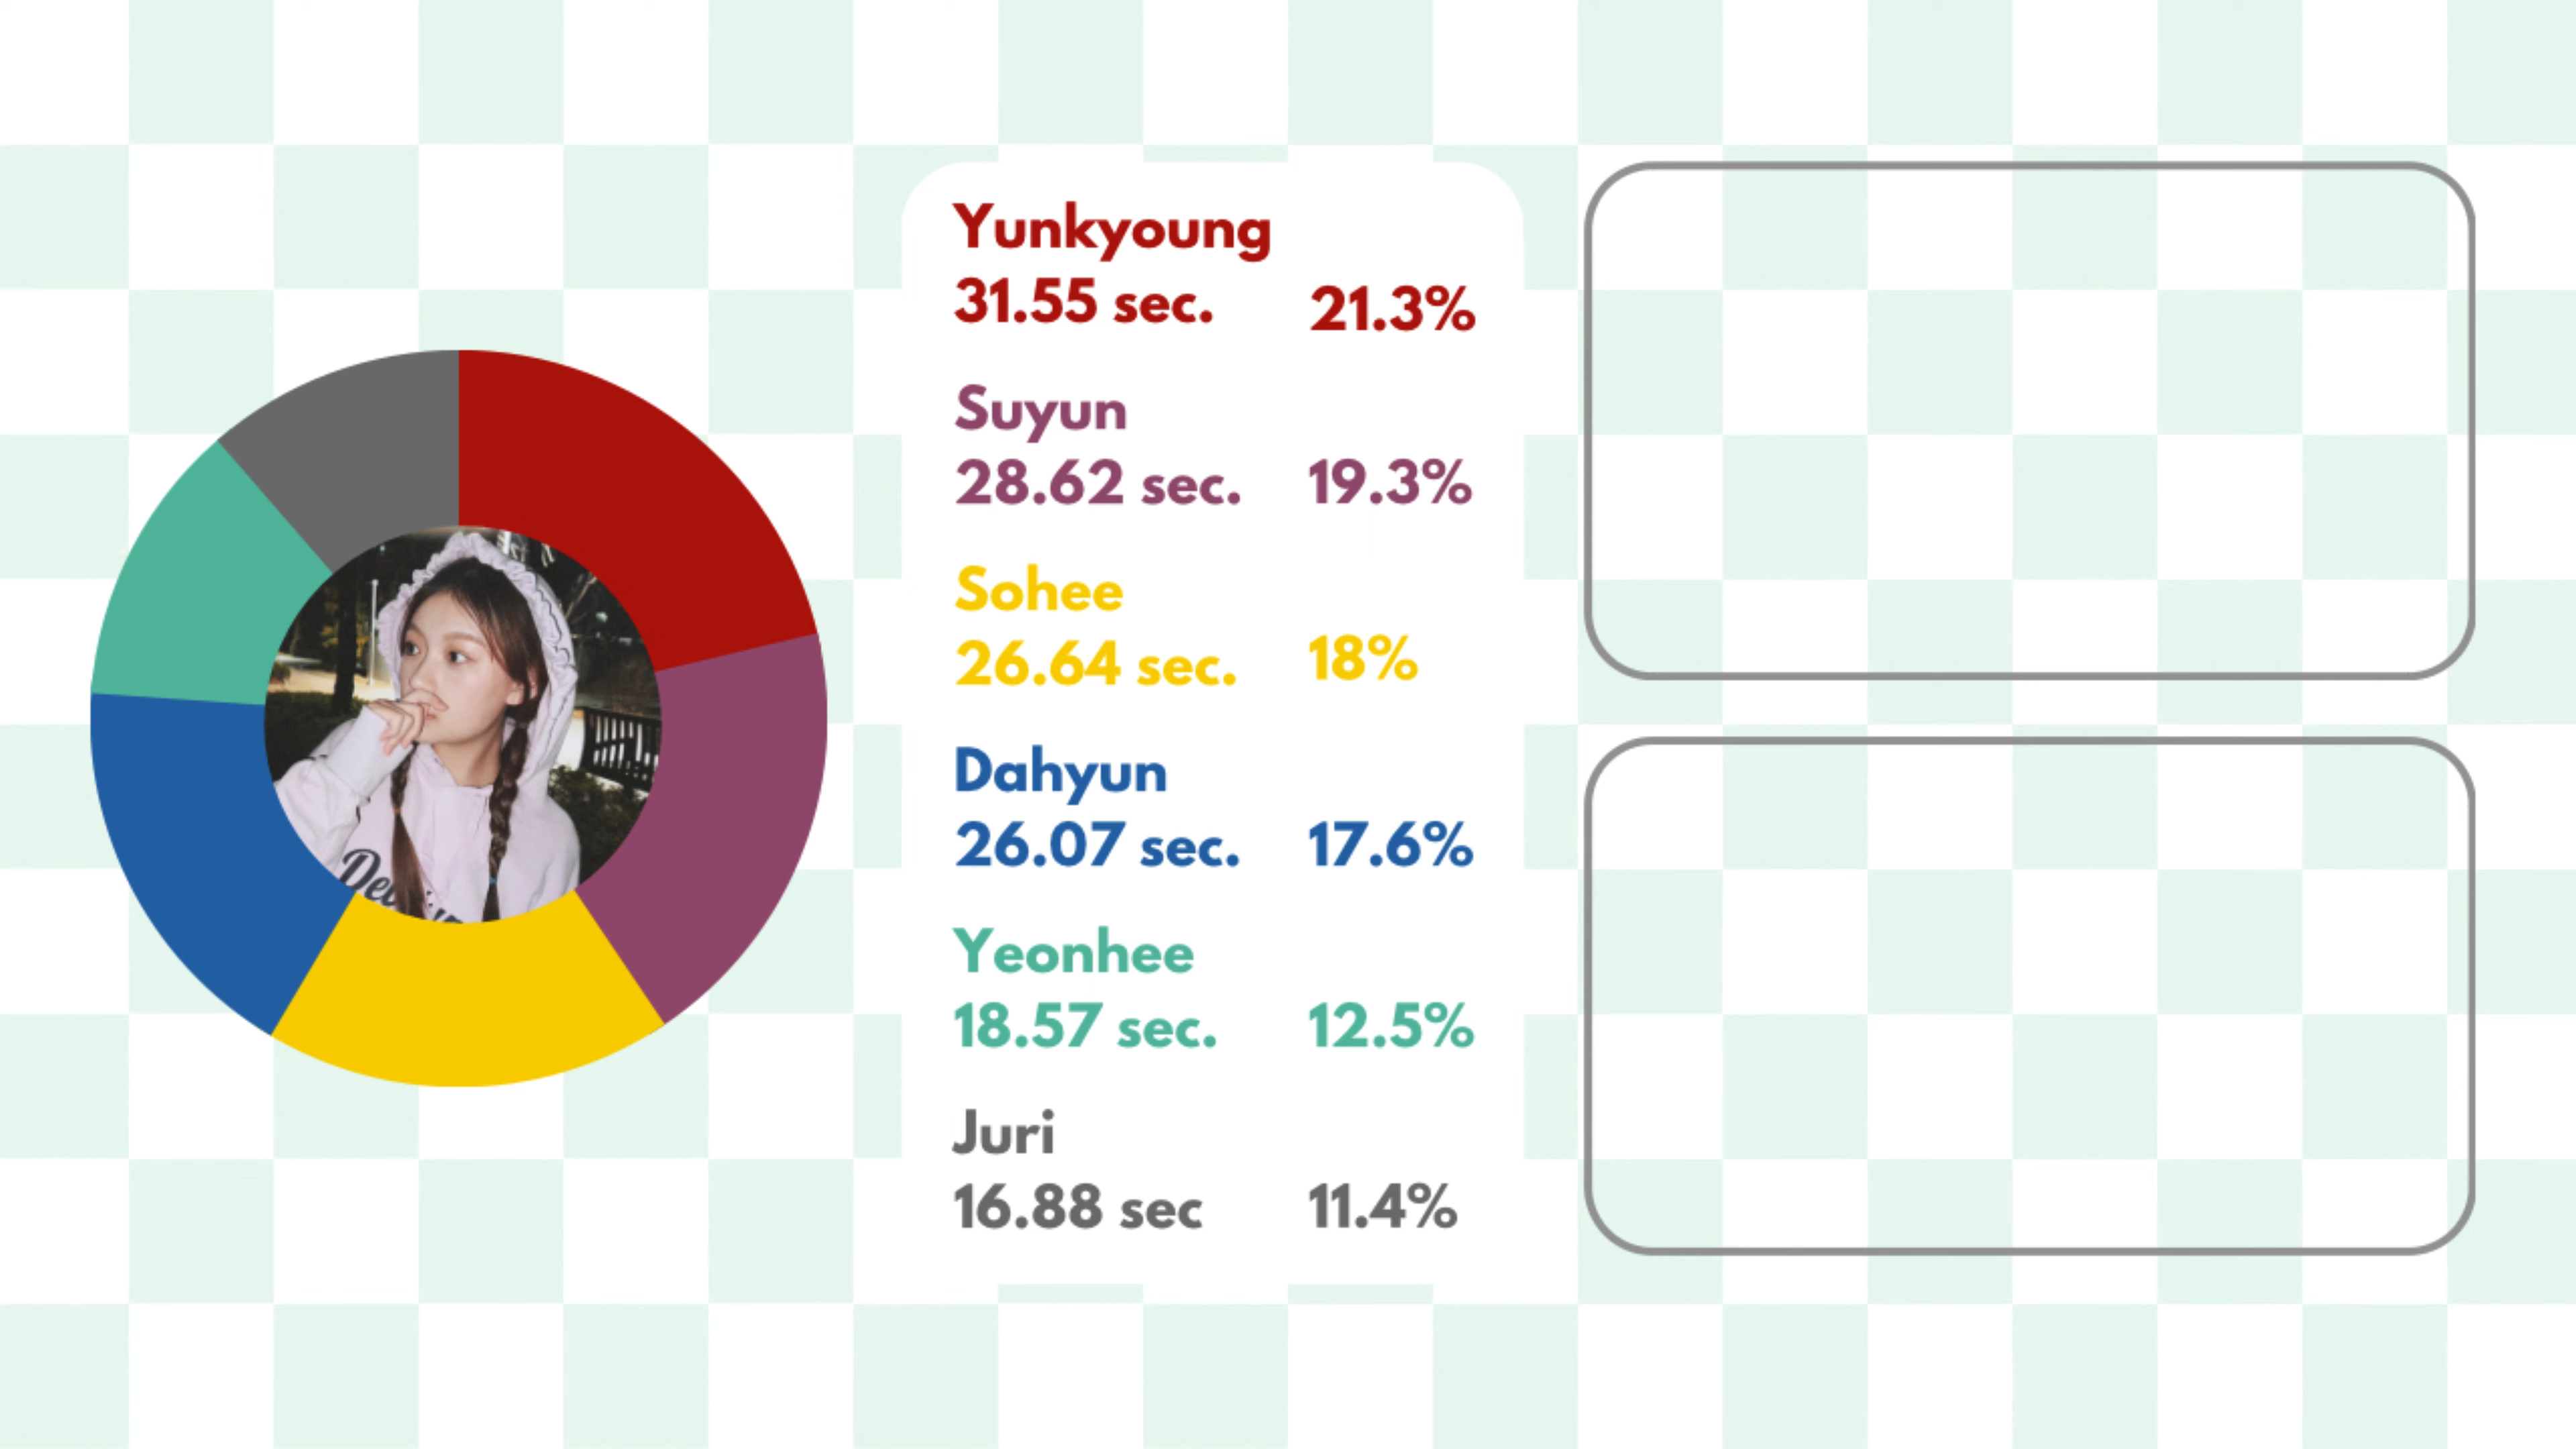 Yunkyoung
31.55 sec. 21.3%
Suyun
28.62 sec. 19.3%
Sohee
26.64 sec. 18%
Dahyun
26.07 sec. 17.6%
Yeonhee
18.57 sec. 12.5%
Juri
16.88 sec 11.4%